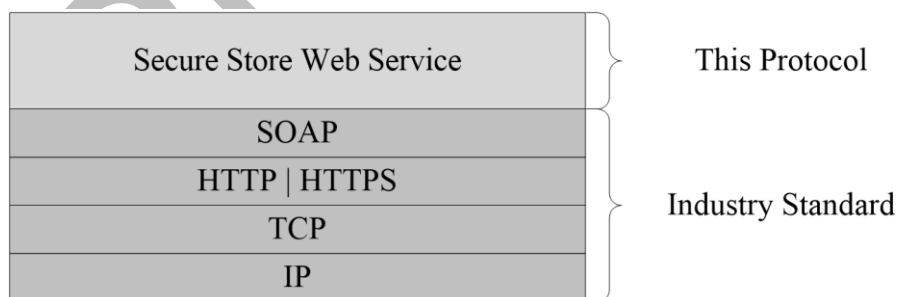 Secure Store Web Service
This Protocol
SOAP
HTTP | HTTPS
TCP
IP
Industry Standard